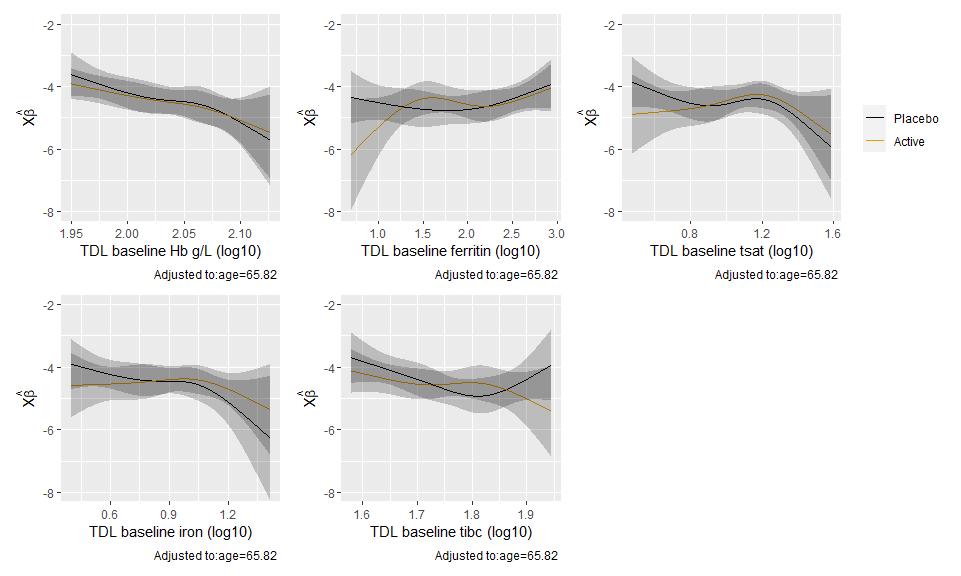 -2
-4
-6
-8
Xβ̂
1.95 2.00 2.05 2.10
TDL baseline Hb g/L (log10)
Adjusted to:age=65.82
-2
-4
-6
-8
Xβ̂
1.0 1.5 2.0 2.5 3.0
TDL baseline ferritin (log10)
Adjusted to:age=65.82
-2
-4
-6
-8
Xβ̂
0.8 1.2 1.6
TDL baseline tsat (log10)
Adjusted to:age=65.82
Placebo
Active
-2
-4
-6
-8
Xβ̂
0.6 0.9 1.2
TDL baseline iron (log10)
Adjusted to:age=65.82
-2
-4
-6
-8
Xβ̂
1.6 1.7 1.8 1.9
TDL baseline tibc (log10)
Adjusted to:age=65.82